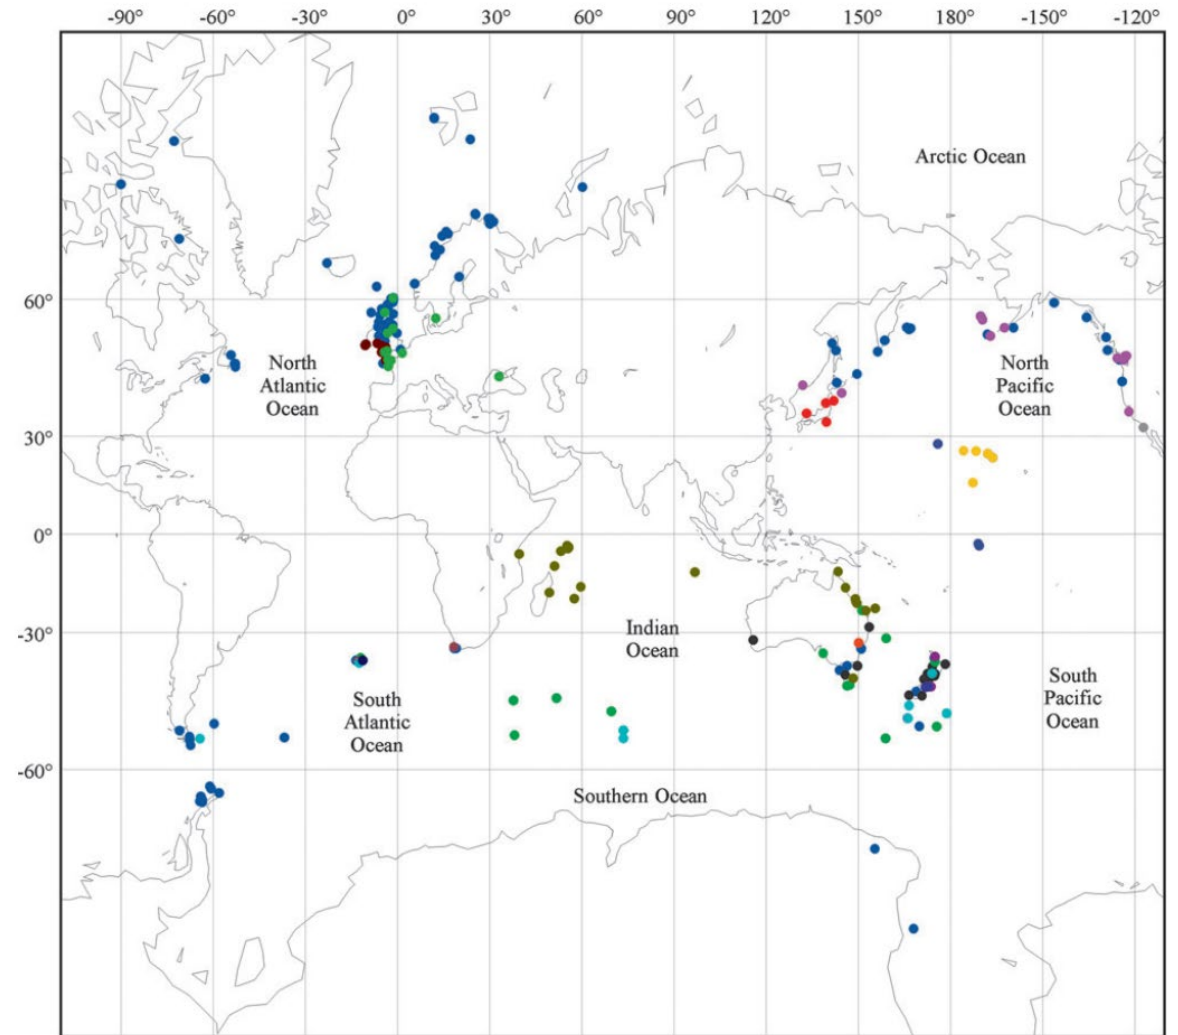 -90° -60° -30° 0° 30° 60° 90° 120° 150° 180° -150° -120°
Arctic Ocean
60°
North
Atlantic
Ocean
North
Pacific
Ocean
30°
0°
-30°
Indian
Ocean
South
Atlantic
Ocean
South
Pacific
Ocean
-60°
Southern Ocean